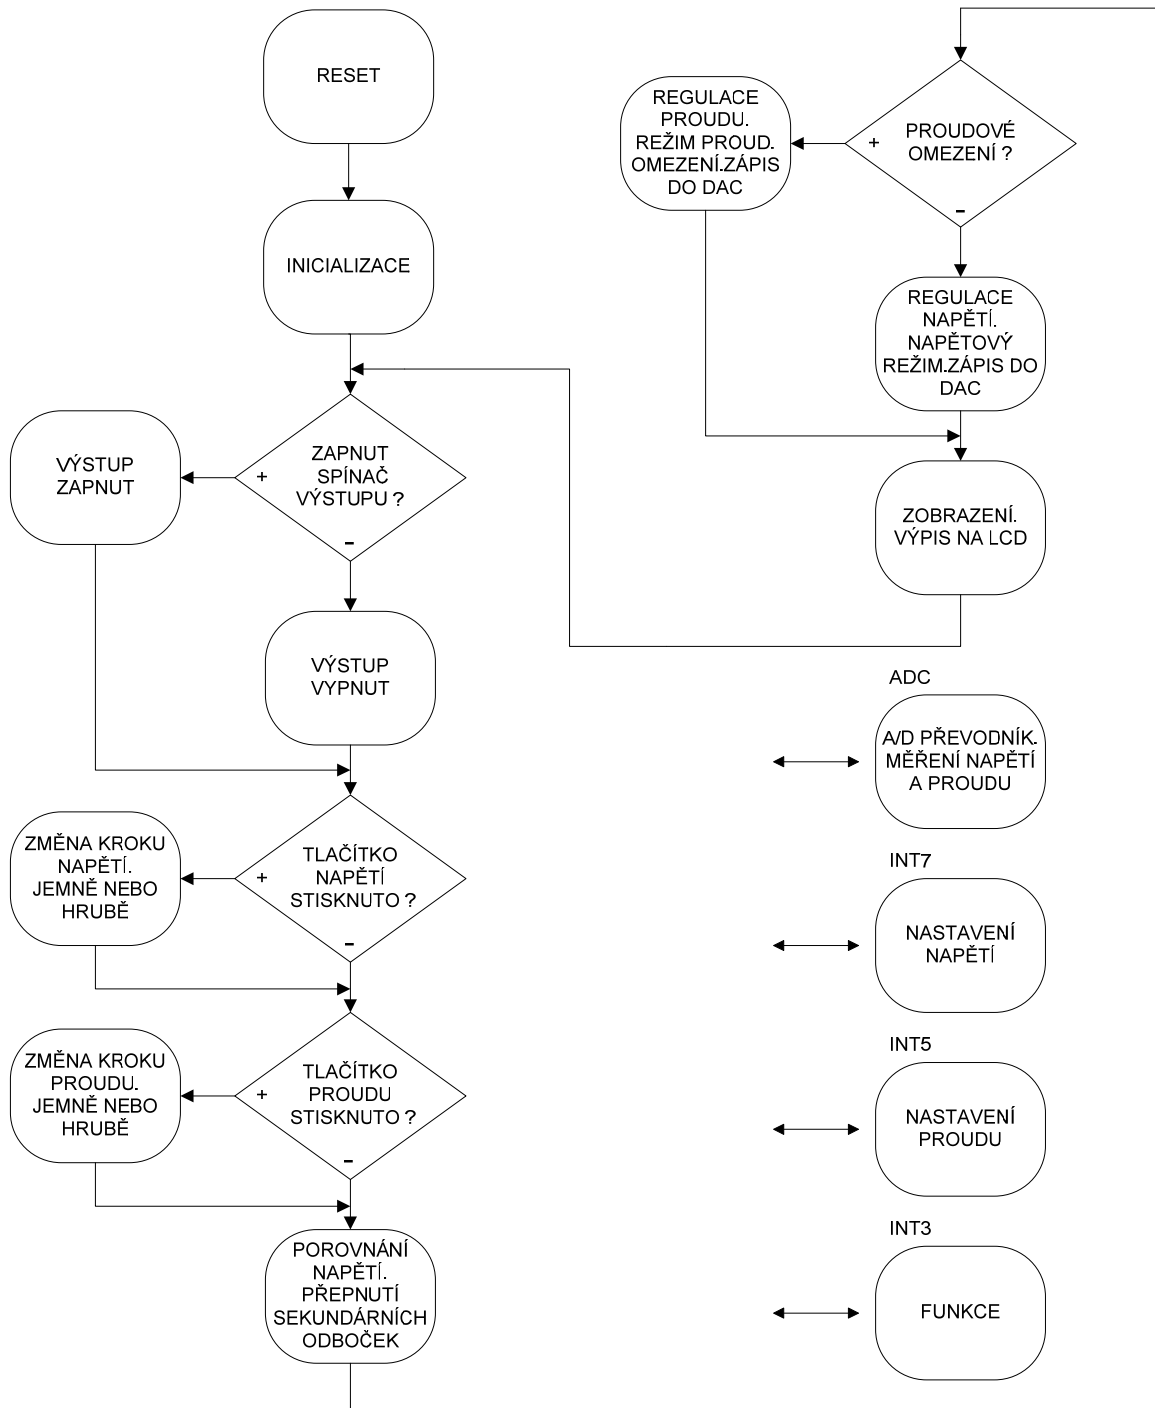 RESET
INICIALIZACE
ZAPNUT
SPÍNAČ
VÝSTUPU ?
+
-
VÝSTUP
ZAPNUT
VÝSTUP
VYPNUT
TLAČÍTKO
NAPĚTÍ
STISKNUTO ?
+
-
ZMĚNA KROKU
NAPĚTÍ.
JEMNĚ NEBO
HRUBĚ
TLAČÍTKO
PROUDU
STISKNUTO ?
+
-
ZMĚNA KROKU
PROUDU.
JEMNĚ NEBO
HRUBĚ
POROVNÁNÍ
NAPĚTÍ.
PŘEPNUTÍ
SEKUNDÁRNÍCH
ODBOČEK
PROUDOVÉ
OMEZENÍ ?
+
-
REGULACE
PROUDU.
REŽIM PROUD.
OMEZENÍ.ZÁPIS
DO DAC
REGULACE
NAPĚTÍ.
NAPĚTOVÝ
REŽIM.ZÁPIS DO
DAC
ZOBRAZENÍ.
VÝPIS NA LCD
ADC
A/D PŘEVODNÍK.
MĚŘENÍ NAPĚTÍ
A PROUDU
INT7
NASTAVENÍ
NAPĚTÍ
INT5
NASTAVENÍ
PROUDU
INT3
FUNKCE